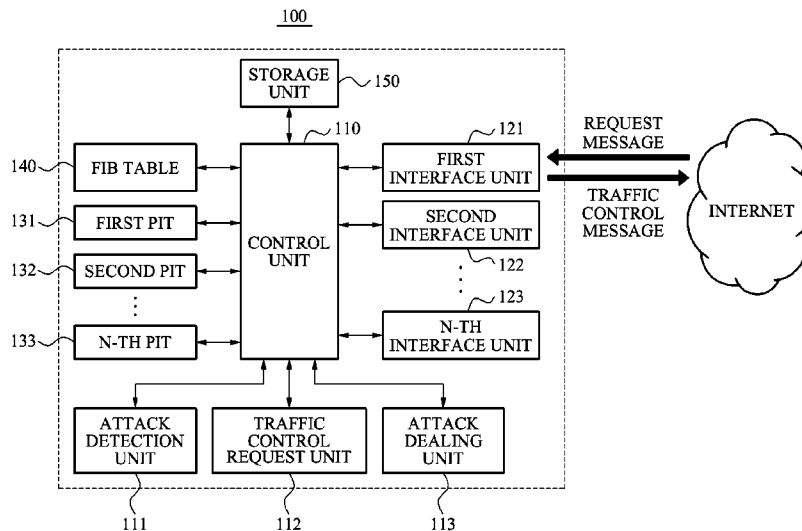 100
STORAGE
UNIT
150
110
121
140
FIB TABLE
FIRST
INTERFACE UNIT
REQUEST
MESSAGE
TRAFFIC
CONTROL
MESSAGE
INTERNET
131
FIRST PIT
CONTROL
UNIT
SECOND
INTERFACE UNIT
122
132
SECOND PIT
123
133
N-TH PIT
N-TH
INTERFACE UNIT
ATTACK
DETECTION
UNIT
TRAFFIC
CONTROL
REQUEST UNIT
ATTACK
DEALING
UNIT
111
112
113